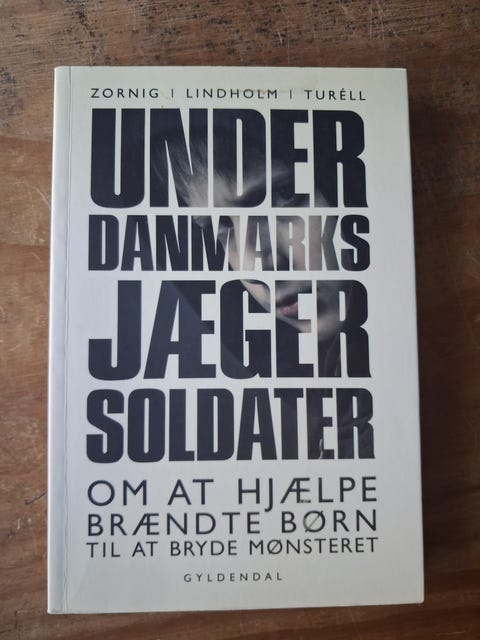 ZORNIG | LINDHOLM | TURÉLL
UNDER
DANMARKS
JÆGER
SOLDATER
OM AT HJÆLPE
BRÆNDTE BØRN
TIL AT BRYDE MØNSTERET
GYLDENDAL